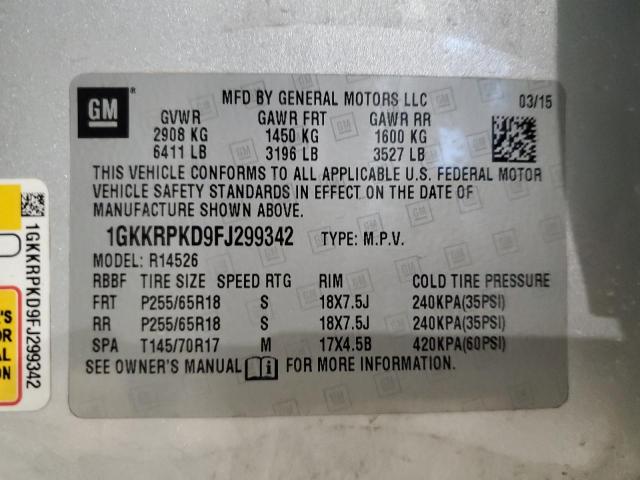 GM
MFD BY GENERAL MOTORS LLC 03/15
GVWR GAWR FRT GAWR RR
2908 KG 1450 KG 1600 KG
6411 LB 3196 LB 3527 LB
THIS VEHICLE CONFORMS TO ALL APPLICABLE U.S. FEDERAL MOTOR
VEHICLE SAFETY STANDARDS IN EFFECT ON THE DATE OF
MANUFACTURE SHOWN ABOVE.
1GKKRPKD9FJ299342 TYPE: M.P.V.
MODEL: R14526
RBBF TIRE SIZE SPEED RTG RIM COLD TIRE PRESSURE
FRT P255/65R18 S 18X7.5J 240KPA(35PSI)
RR P255/65R18 S 18X7.5J 240KPA(35PSI)
SPA T145/70R17 M 17X4.5B 420KPA(60PSI)
SEE OWNER'S MANUAL FOR MORE INFORMATION.
1GKKRPKD9FJ299342